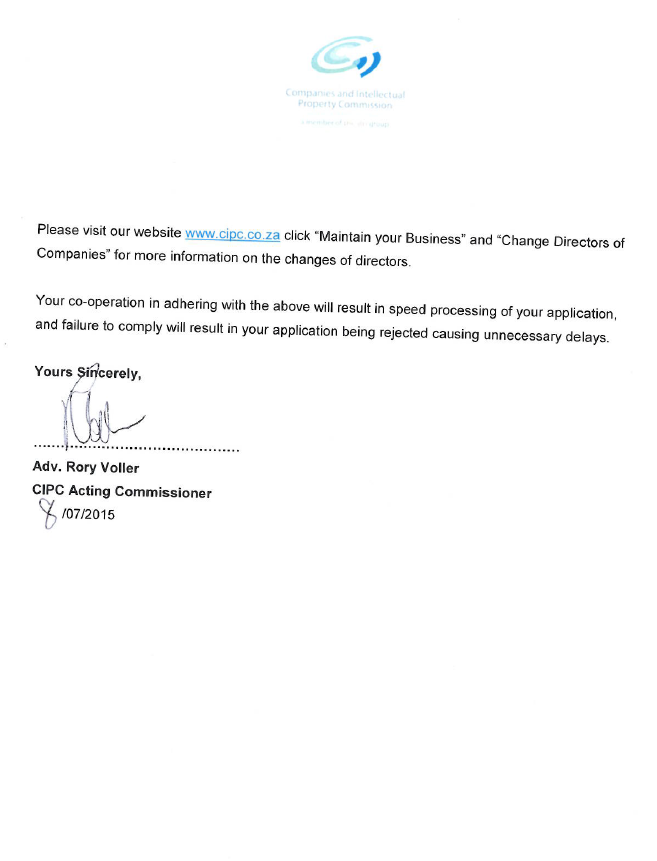 Companies and Intellectual
Property Commission
a member of the dti group
Please visit our website www.cipc.co.za click “Maintain your Business” and “Change Directors of
Companies” for more information on the changes of directors.
Your co-operation in adhering with the above will result in speed processing of your application,
and failure to comply will result in your application being rejected causing unnecessary delays.
Yours Sincerely,
Adv. Rory Voller
CIPC Acting Commissioner
8 /07/2015